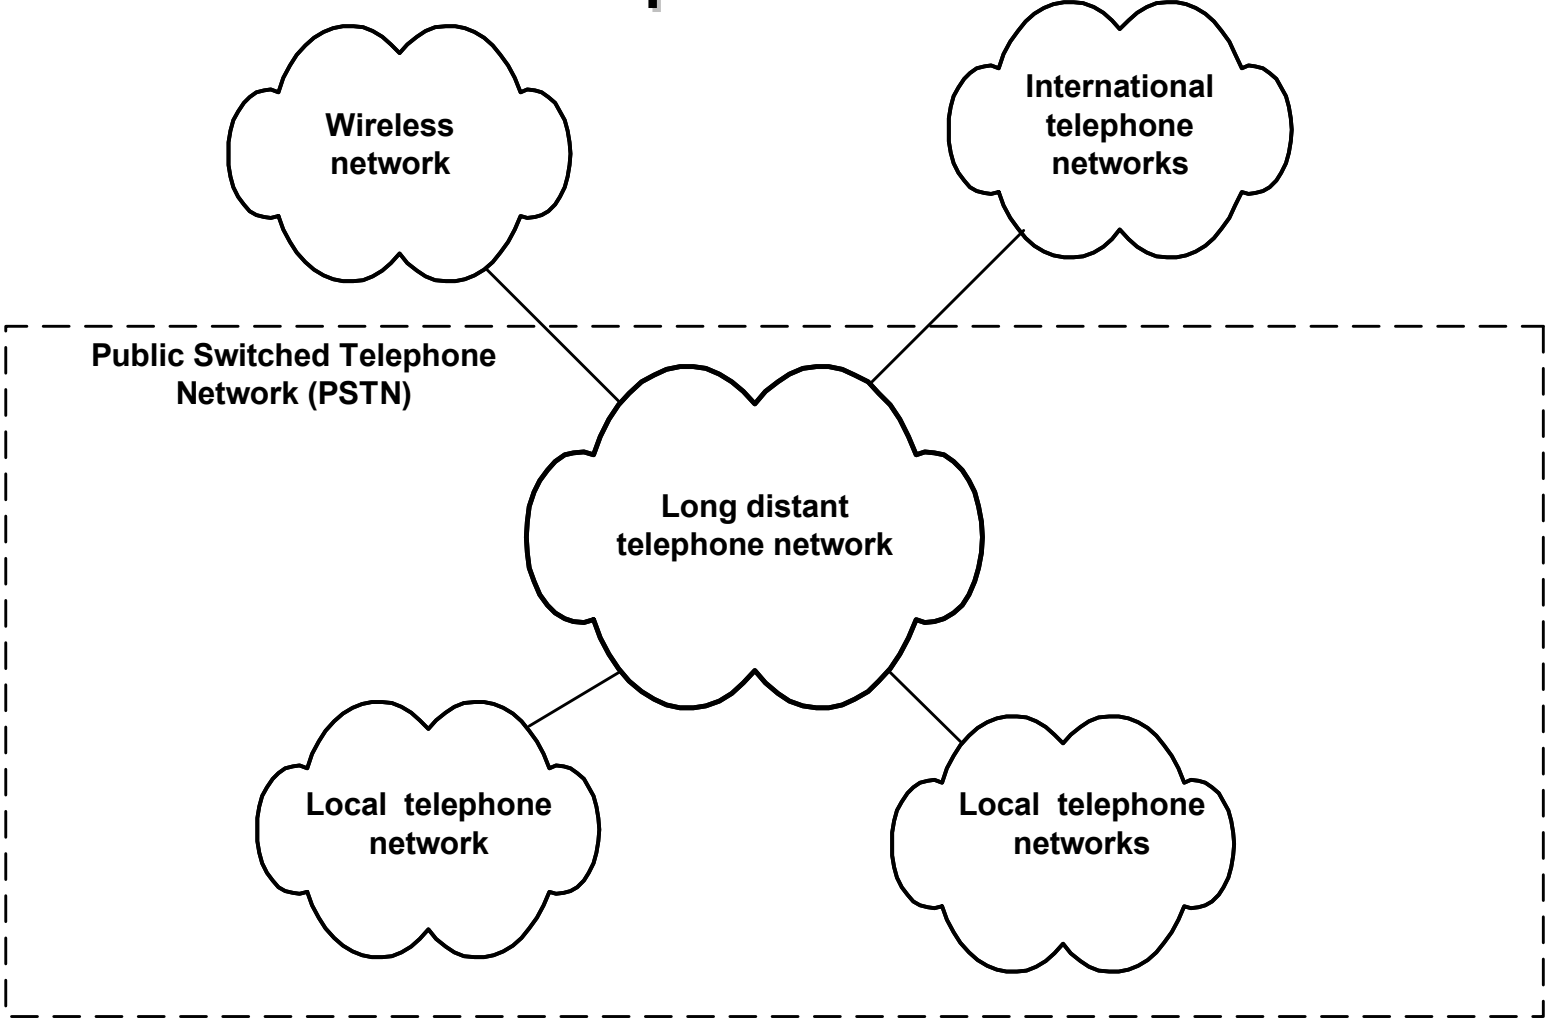 Wireless
network
International
telephone
networks
Public Switched Telephone
Network (PSTN)
Long distant
telephone network
Local telephone
network
Local telephone
networks